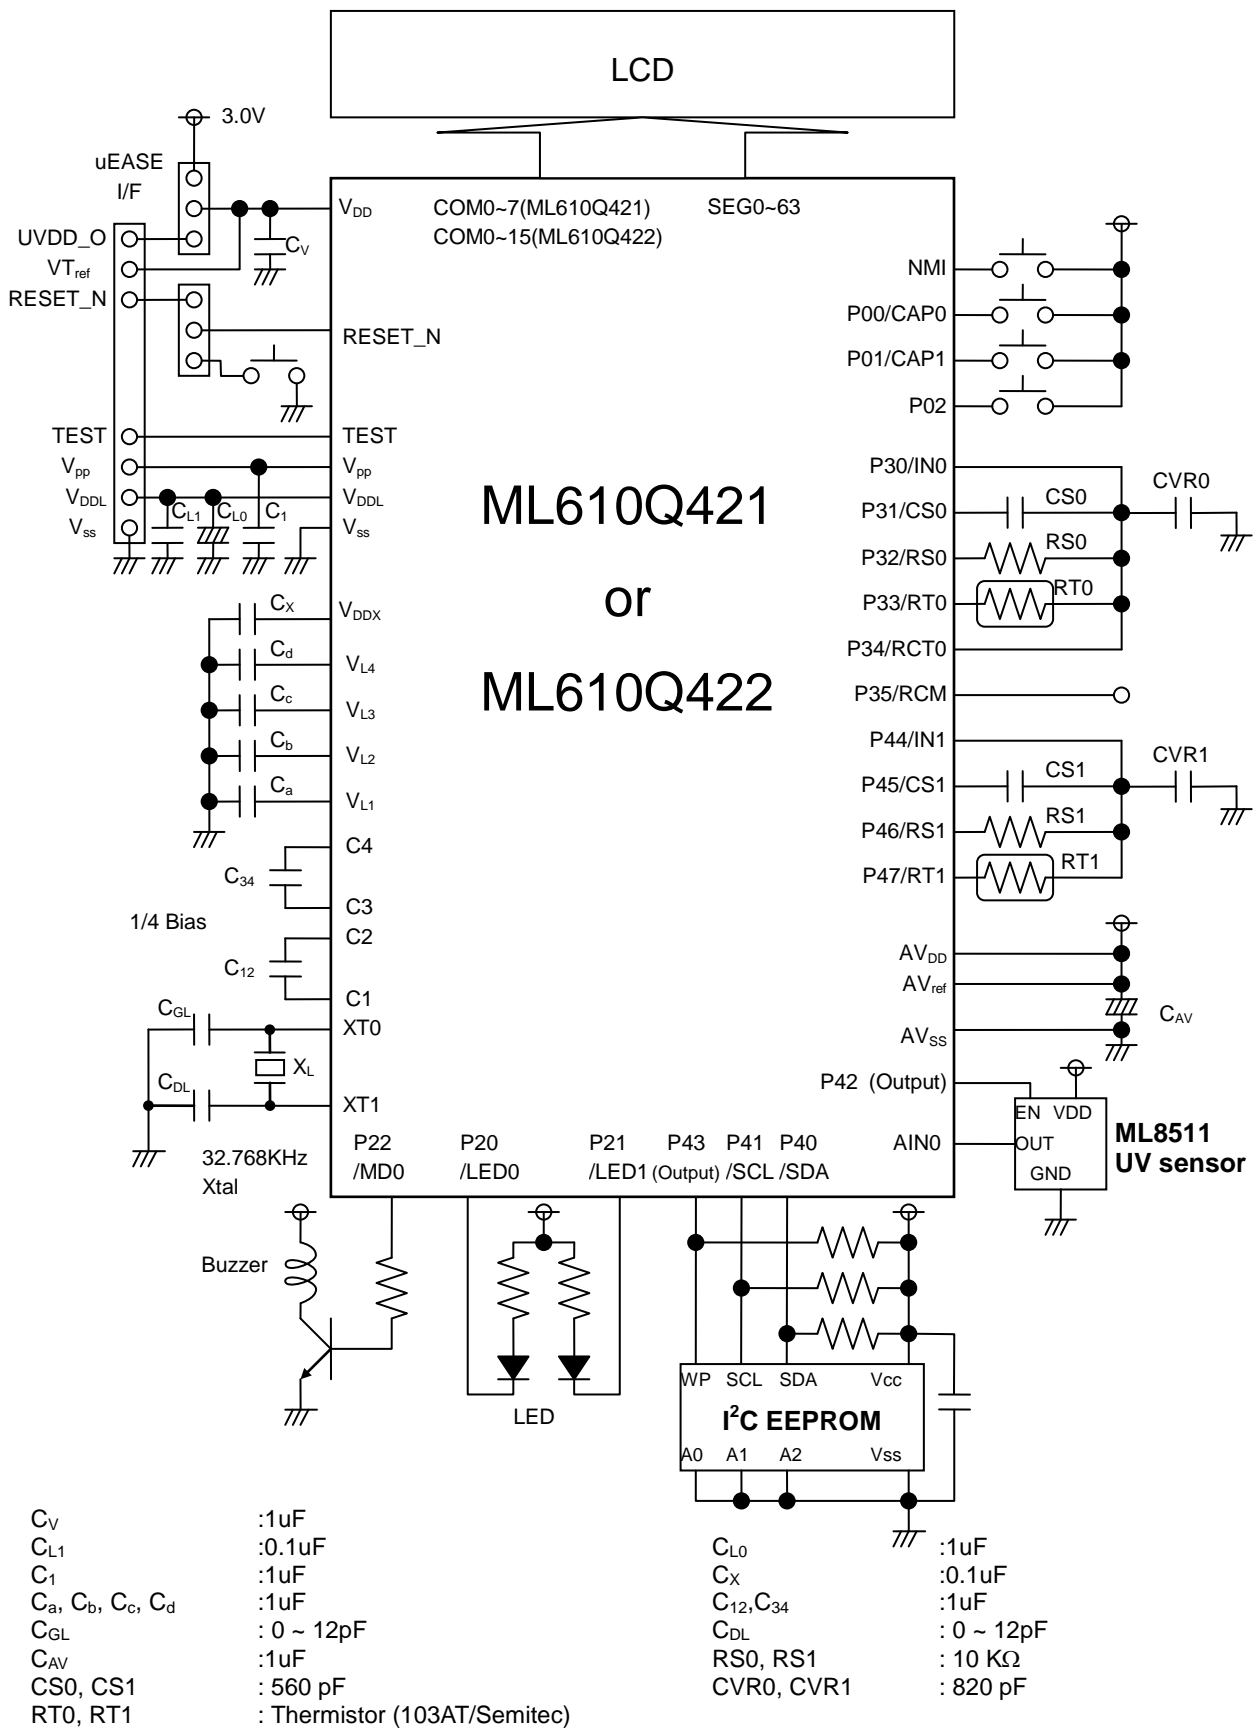 LCD
3.0V
uEASE
I/F
UVDD_O
VTref
RESET_N
TEST
Vpp
VDDL
Vss
CV
CL1
CL0
C1
VDD
COM0~7(ML610Q421)
COM0~15(ML610Q422)
SEG0~63
RESET_N
TEST
Vpp
VDDL
Vss
NMI
P00/CAP0
P01/CAP1
P02
P30/IN0
P31/CS0
CS0
CVR0
P32/RS0
RS0
P33/RT0
RT0
P34/RCT0
P35/RCM
P44/IN1
P45/CS1
CS1
CVR1
P46/RS1
RS1
P47/RT1
RT1
ML610Q421
or
ML610Q422
CX
VDDX
Cd
VL4
Cc
VL3
Cb
VL2
Ca
VL1
C4
C34
C3
1/4 Bias
C2
C12
C1
CGL
XT0
XL
CDL
XT1
32.768KHz
Xtal
AVDD
AVref
CAV
AVSS
P42 (Output)
EN VDD
AIN0
OUT
GND
ML8511
UV sensor
P22
/MD0
P20
/LED0
P21
/LED1
P43
(Output)
P41
/SCL
P40
/SDA
Buzzer
LED
WP SCL SDA Vcc
I²C EEPROM
A0 A1 A2 Vss
CV :1uF
CL1 :0.1uF
C1 :1uF
Ca, Cb, Cc, Cd :1uF
CGL : 0 ~ 12pF
CAV :1uF
CS0, CS1 : 560 pF
RT0, RT1 : Thermistor (103AT/Semitec)
CL0 :1uF
CX :0.1uF
C12,C34 :1uF
CDL : 0 ~ 12pF
RS0, RS1 : 10 KΩ
CVR0, CVR1 : 820 pF